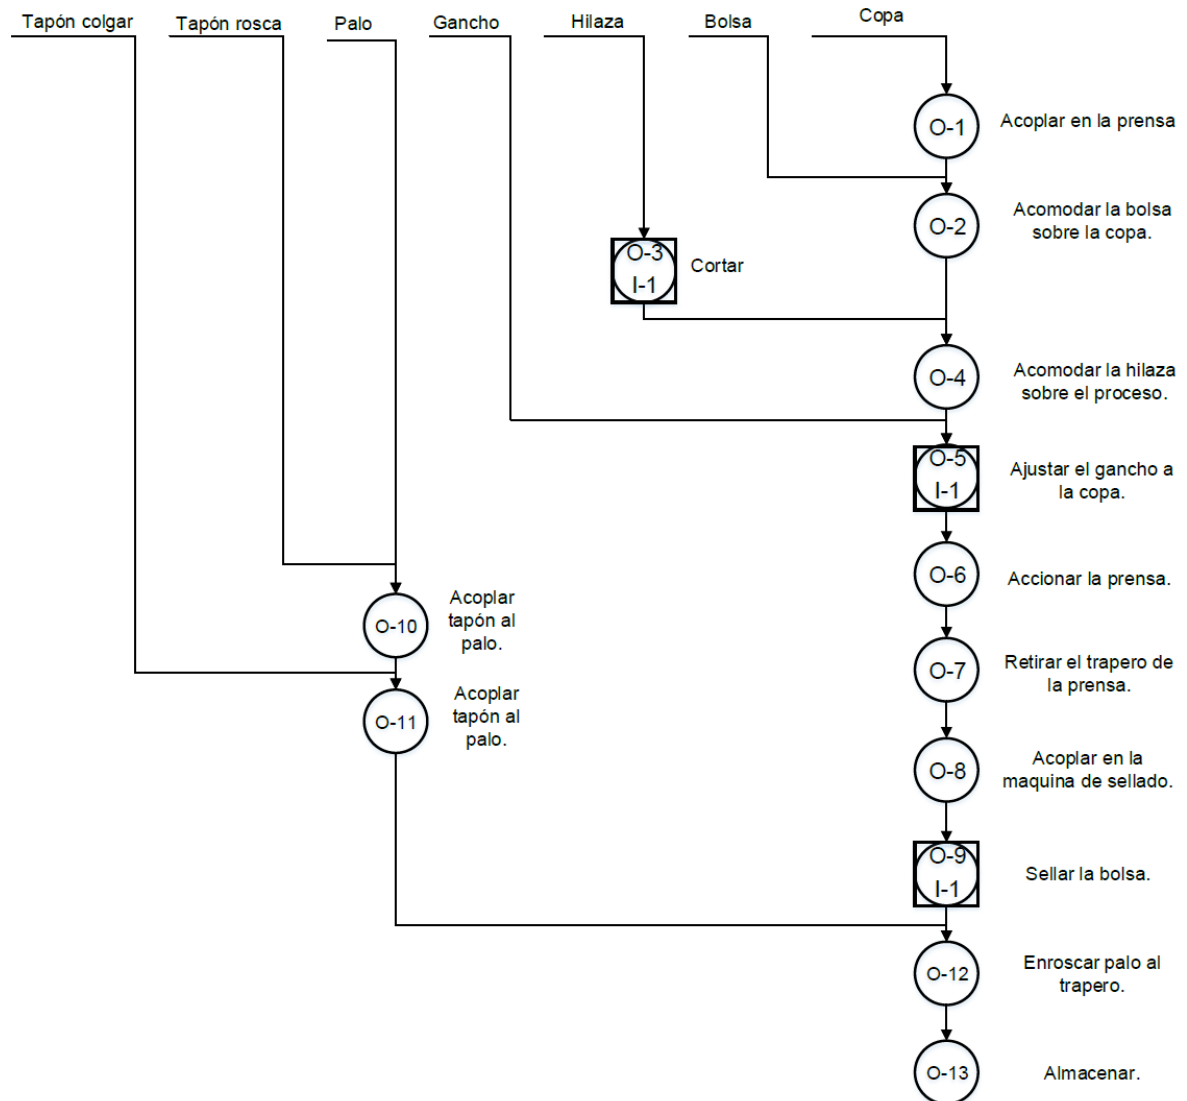 Tapón colgar
Tapón rosca
Palo
Gancho
Hilaza
Bolsa
Copa
O-1
Acoplar en la prensa
O-2
Acomodar la bolsa
sobre la copa.
O-3
I-1
Cortar
O-4
Acomodar la hilaza
sobre el proceso.
O-5
I-1
Ajustar el gancho a
la copa.
O-6
Accionar la prensa.
O-10
Acoplar
tapón al
palo.
O-7
Retirar el trapero de
la prensa.
O-11
Acoplar
tapón al
palo.
O-8
Acoplar en la
maquina de sellado.
O-9
I-1
Sellar la bolsa.
O-12
Enroscar palo al
trapero.
O-13
Almacenar.